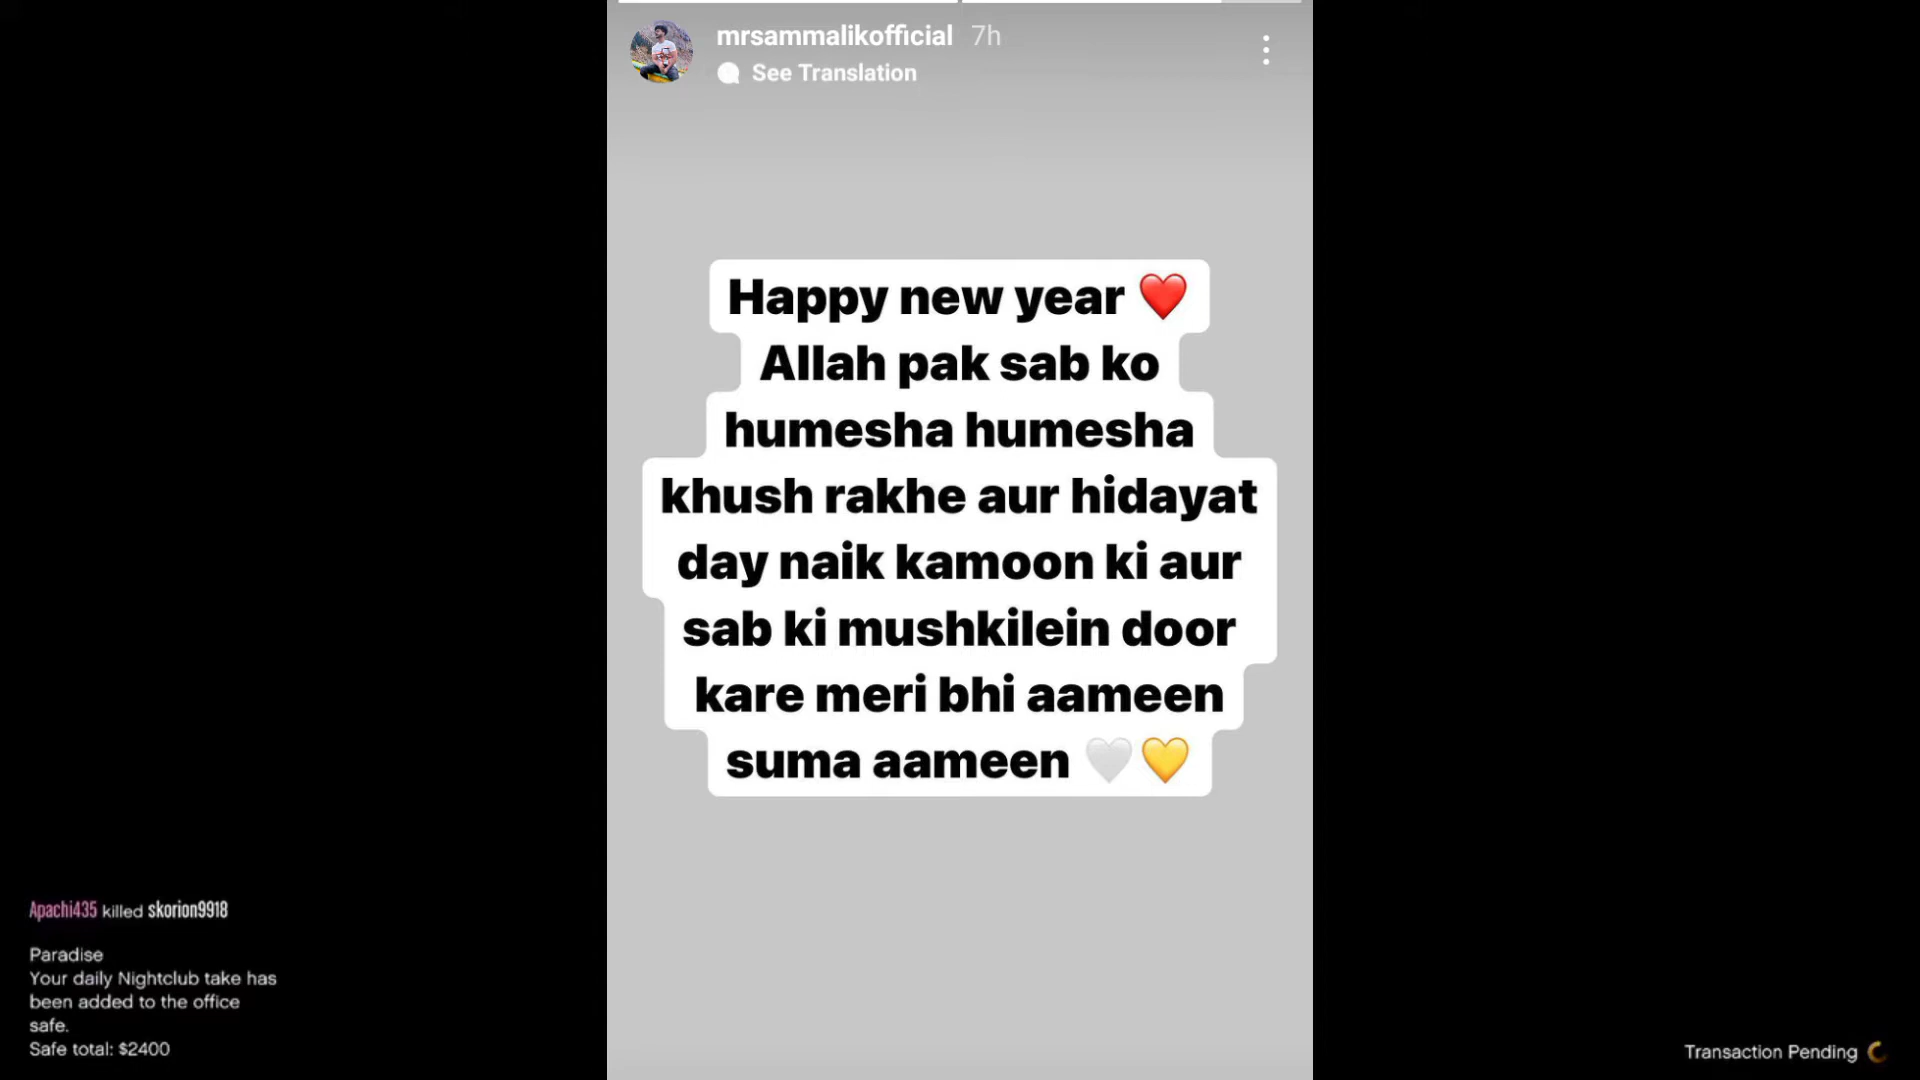 mrsammalikofficial 7h
See Translation
Happy new year ❤️
Allah pak sab ko
humesha humesha
khush rakhe aur hidayat
day naik kamoon ki aur
sab ki mushkilein door
kare meri bhi aameen
suma aameen 🤍💛
Apachi435 killed skorion9918
Paradise
Your daily Nightclub take has
been added to the office
safe.
Safe total: $2400
Transaction Pending